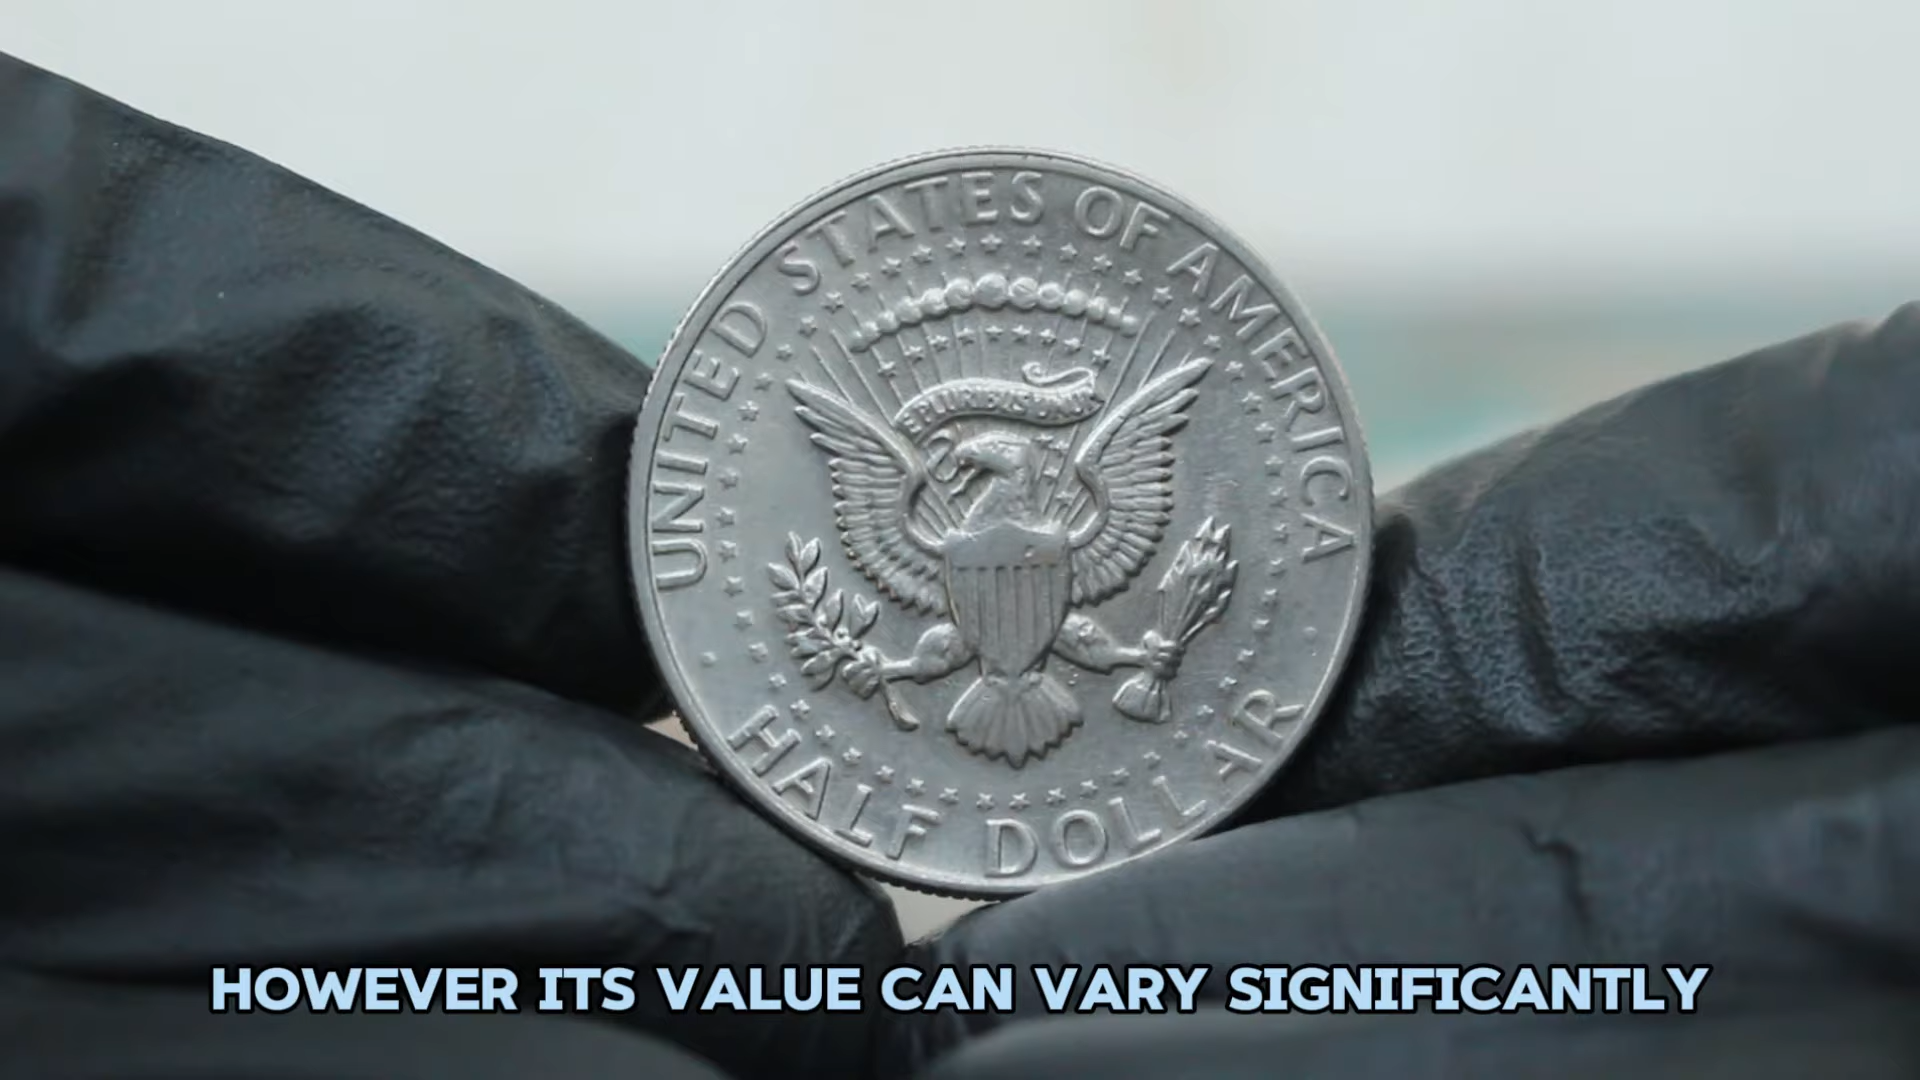 UNITED STATES OF AMERICA
E PLURIBUS UNUM
HALF DOLLAR
HOWEVER ITS VALUE CAN VARY SIGNIFICANTLY